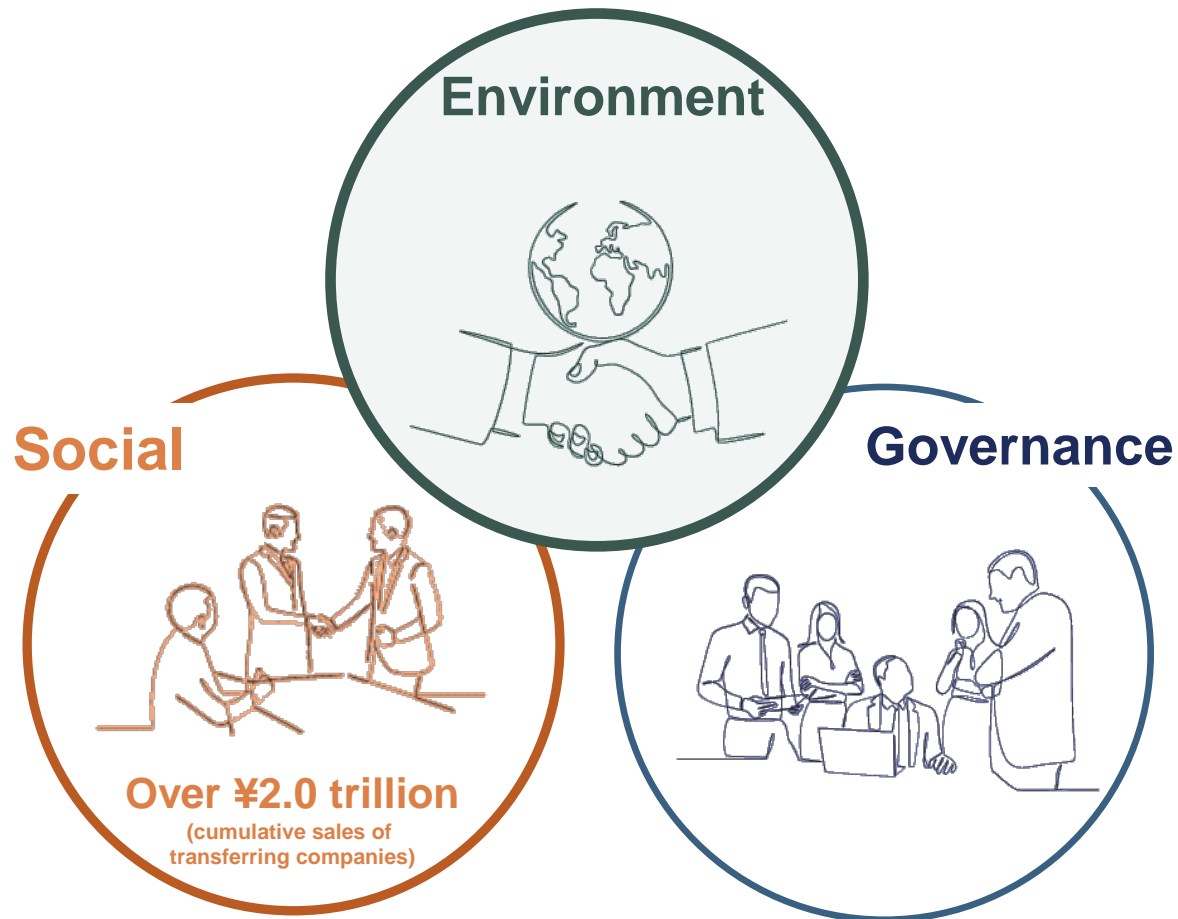 Environment
Social
Governance
Over ¥2.0 trillion
(cumulative sales of
transferring companies)